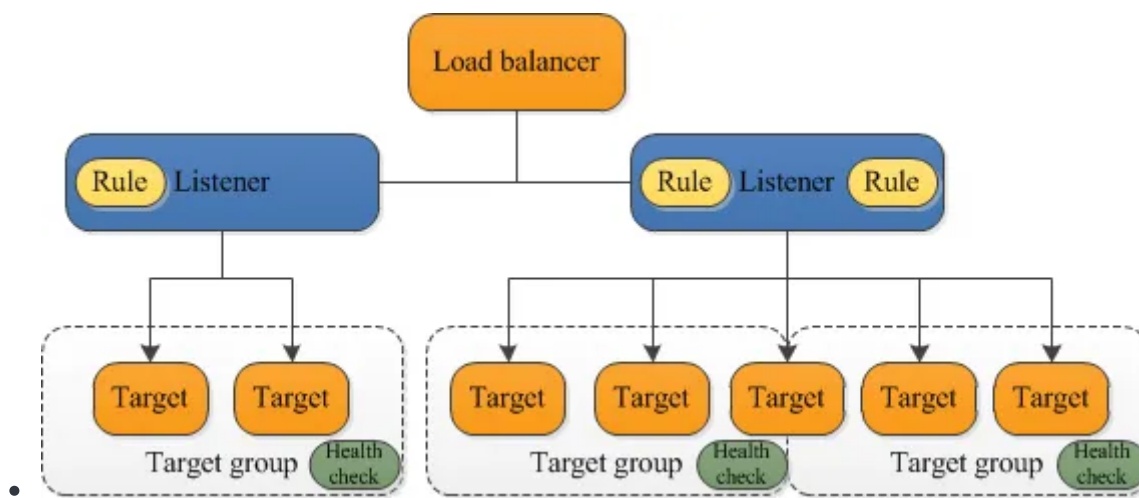 Load balancer
Rule Listener
Rule Listener Rule
Target Target
Target Target Target Target Target
Target group Health check
Target group Health check
Target group Health check